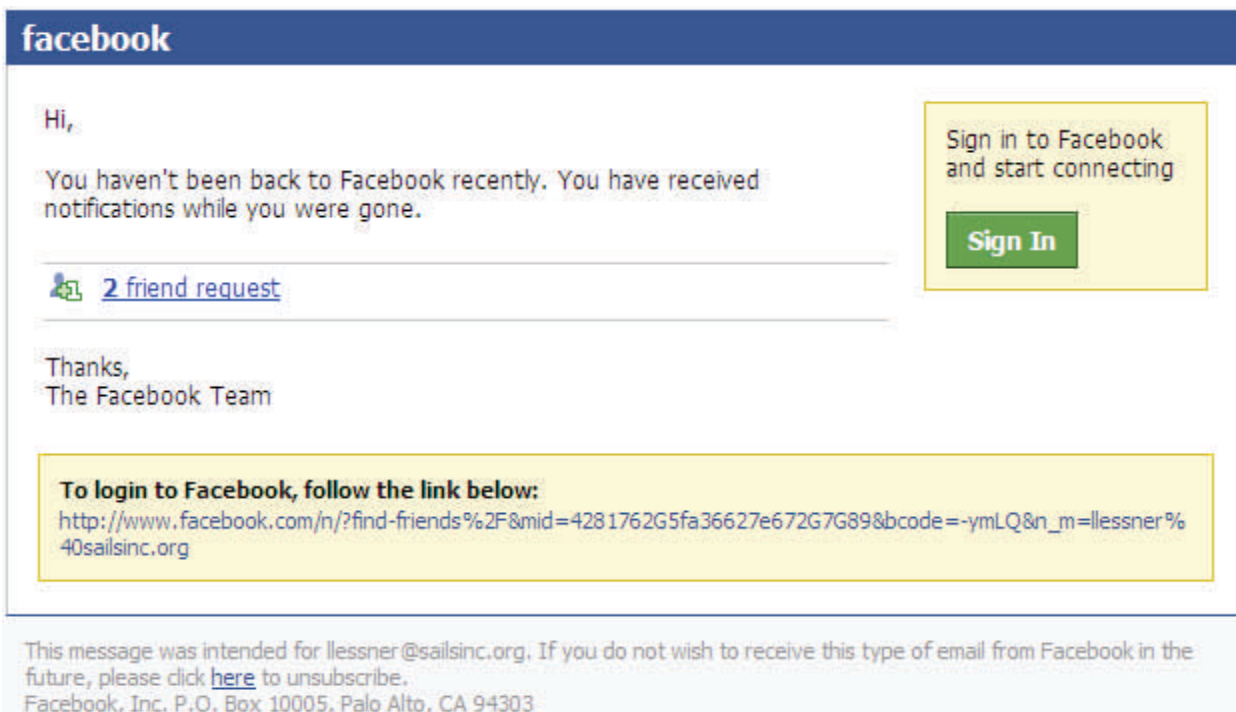 facebook
Hi,
You haven't been back to Facebook recently. You have received
notifications while you were gone.
2 friend request
Thanks,
The Facebook Team
Sign in to Facebook
and start connecting
Sign In
To login to Facebook, follow the link below:
http://www.facebook.com/n/?find-friends%2F&mid=4281762G5fa36627e672G7G89&bcode=-ymLQ&n_m=llessner%
40sailsinc.org
This message was intended for llessner@sailsinc.org. If you do not wish to receive this type of email from Facebook in the
future, please click here to unsubscribe.
Facebook, Inc. P.O. Box 10005, Palo Alto, CA 94303